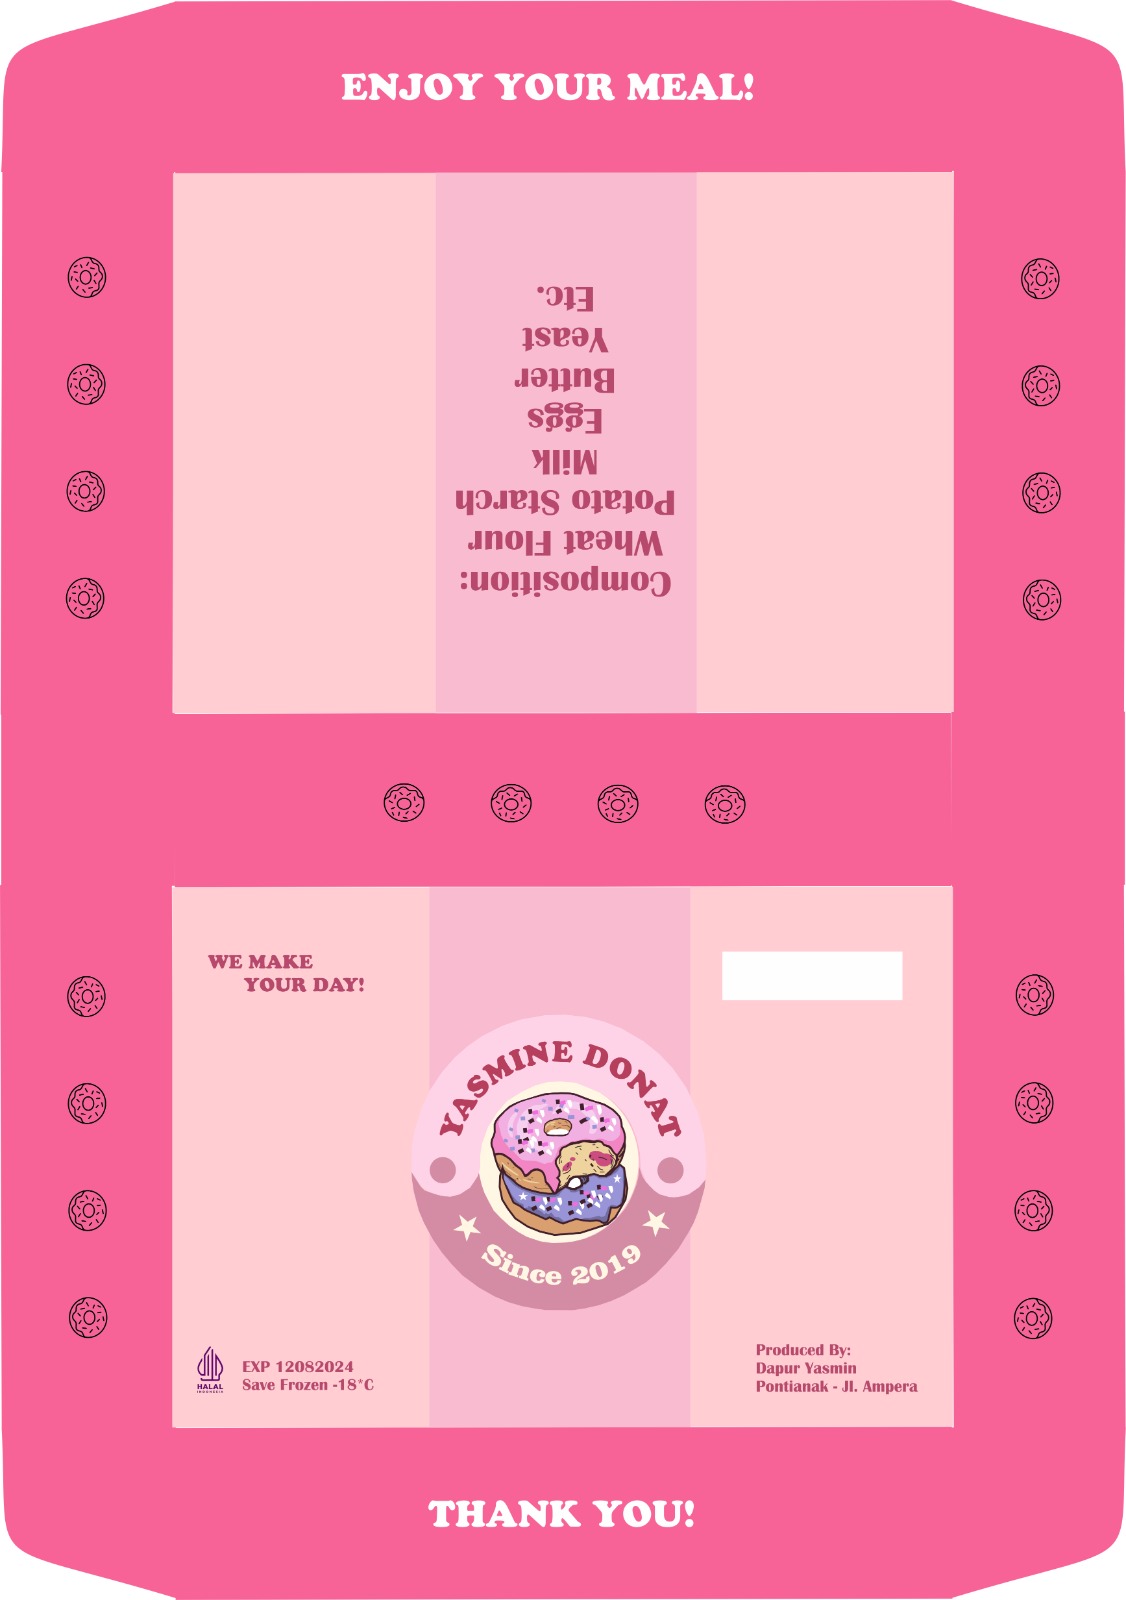 ENJOY YOUR MEAL!
Composition:
Wheat Flour
Potato Starch
Milk
Eggs
Butter
Yeast
Etc.
WE MAKE
YOUR DAY!
YASMINE DONAT
Since 2019
HALAL
INDONESIA
EXP 12082024
Save Frozen -18*C
Produced By:
Dapur Yasmin
Pontianak - Jl. Ampera
THANK YOU!